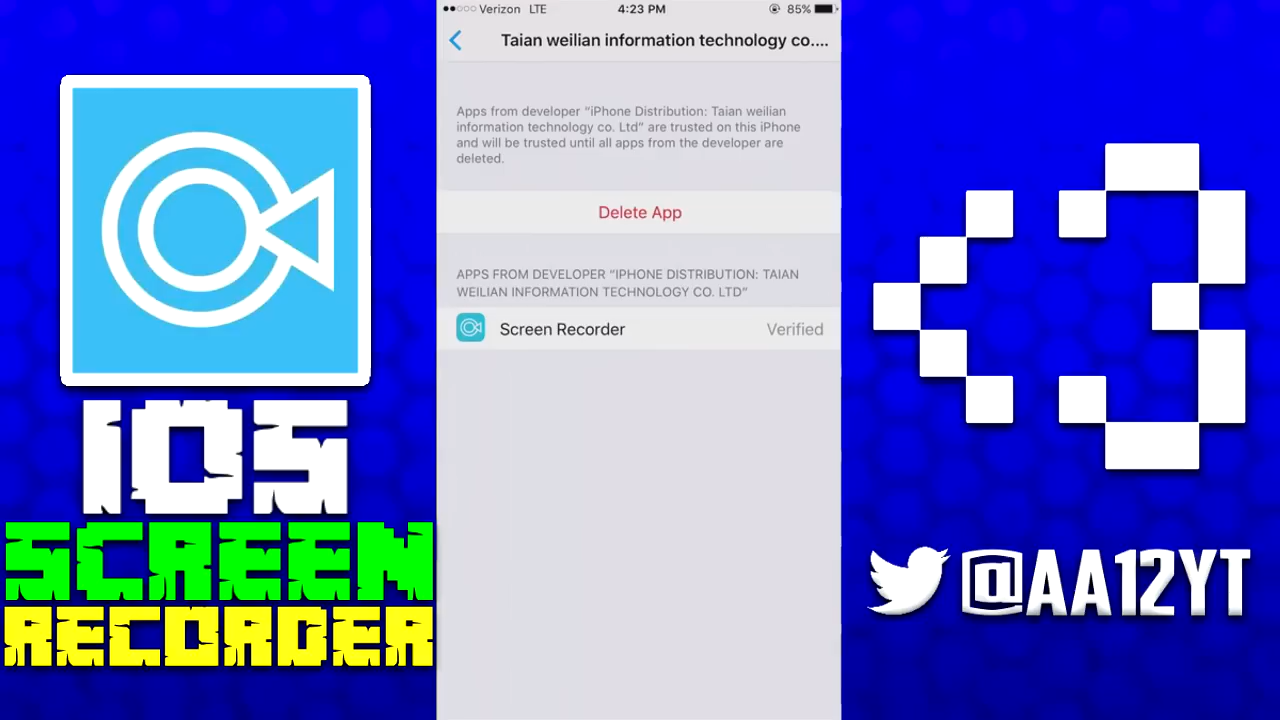 Verizon LTE 4:23 PM 85%
Taian weilian information technology co....
Apps from developer “iPhone Distribution: Taian weilian
information technology co. Ltd” are trusted on this iPhone
and will be trusted until all apps from the developer are
deleted.
Delete App
APPS FROM DEVELOPER “IPHONE DISTRIBUTION: TAIAN
WEILIAN INFORMATION TECHNOLOGY CO. LTD”
Screen Recorder Verified
IOS
SCREEN
RECORDER
<3
@AA12YT